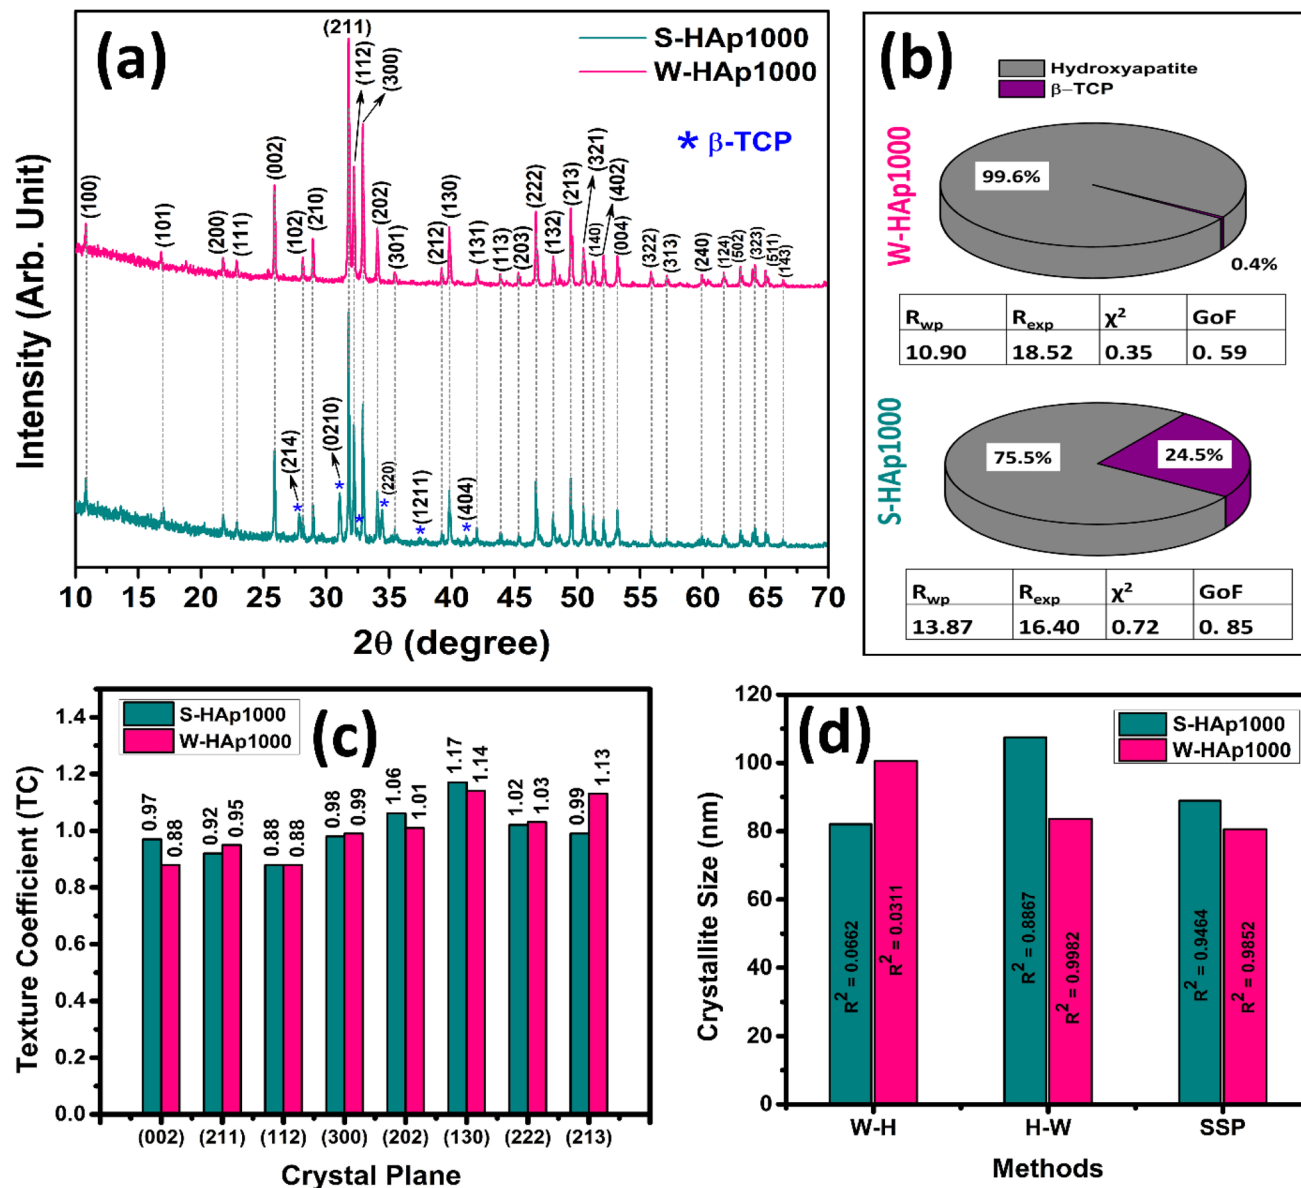 (a)
S-HAp1000
W-HAp1000
* β-TCP
(100)
(101)
(200)
(111)
(002)
(102)
(210)
(211)
(112)
(300)
(202)
(301)
(212)
(130)
(131)
(113)
(203)
(222)
(132)
(213)
(321)
(140)
(402)
(004)
(322)
(313)
(240)
(124)
(502)
(323)
(511)
(143)
(214)
(0210)
(220)
(1211)
(404)
* * * * * *
Intensity (Arb. Unit)
10 15 20 25 30 35 40 45 50 55 60 65 70
2θ (degree)
(b)
Hydroxyapatite
β−TCP
W-HAp1000
99.6%
0.4%
R_wp R_exp χ² GoF
10.90 18.52 0.35 0. 59
S-HAp1000
75.5%
24.5%
R_wp R_exp χ² GoF
13.87 16.40 0.72 0. 85
(c)
S-HAp1000
W-HAp1000
Texture Coefficient (TC)
1.4
1.2
1.0
0.8
0.6
0.4
0.2
0.0
0.97 0.88 0.92 0.95 0.88 0.88 0.98 0.99 1.06 1.01 1.17 1.14 1.02 1.03 0.99 1.13
(002) (211) (112) (300) (202) (130) (222) (213)
Crystal Plane
(d)
S-HAp1000
W-HAp1000
Crystallite Size (nm)
120
100
80
60
40
20
0
R² = 0.0662
R² = 0.0311
R² = 0.8867
R² = 0.9982
R² = 0.9464
R² = 0.9852
W-H H-W SSP
Methods